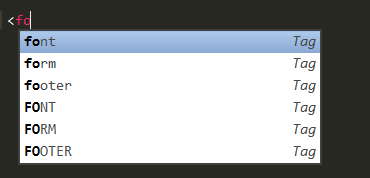 <fo
font Tag
form Tag
footer Tag
FONT Tag
FORM Tag
FOOTER Tag